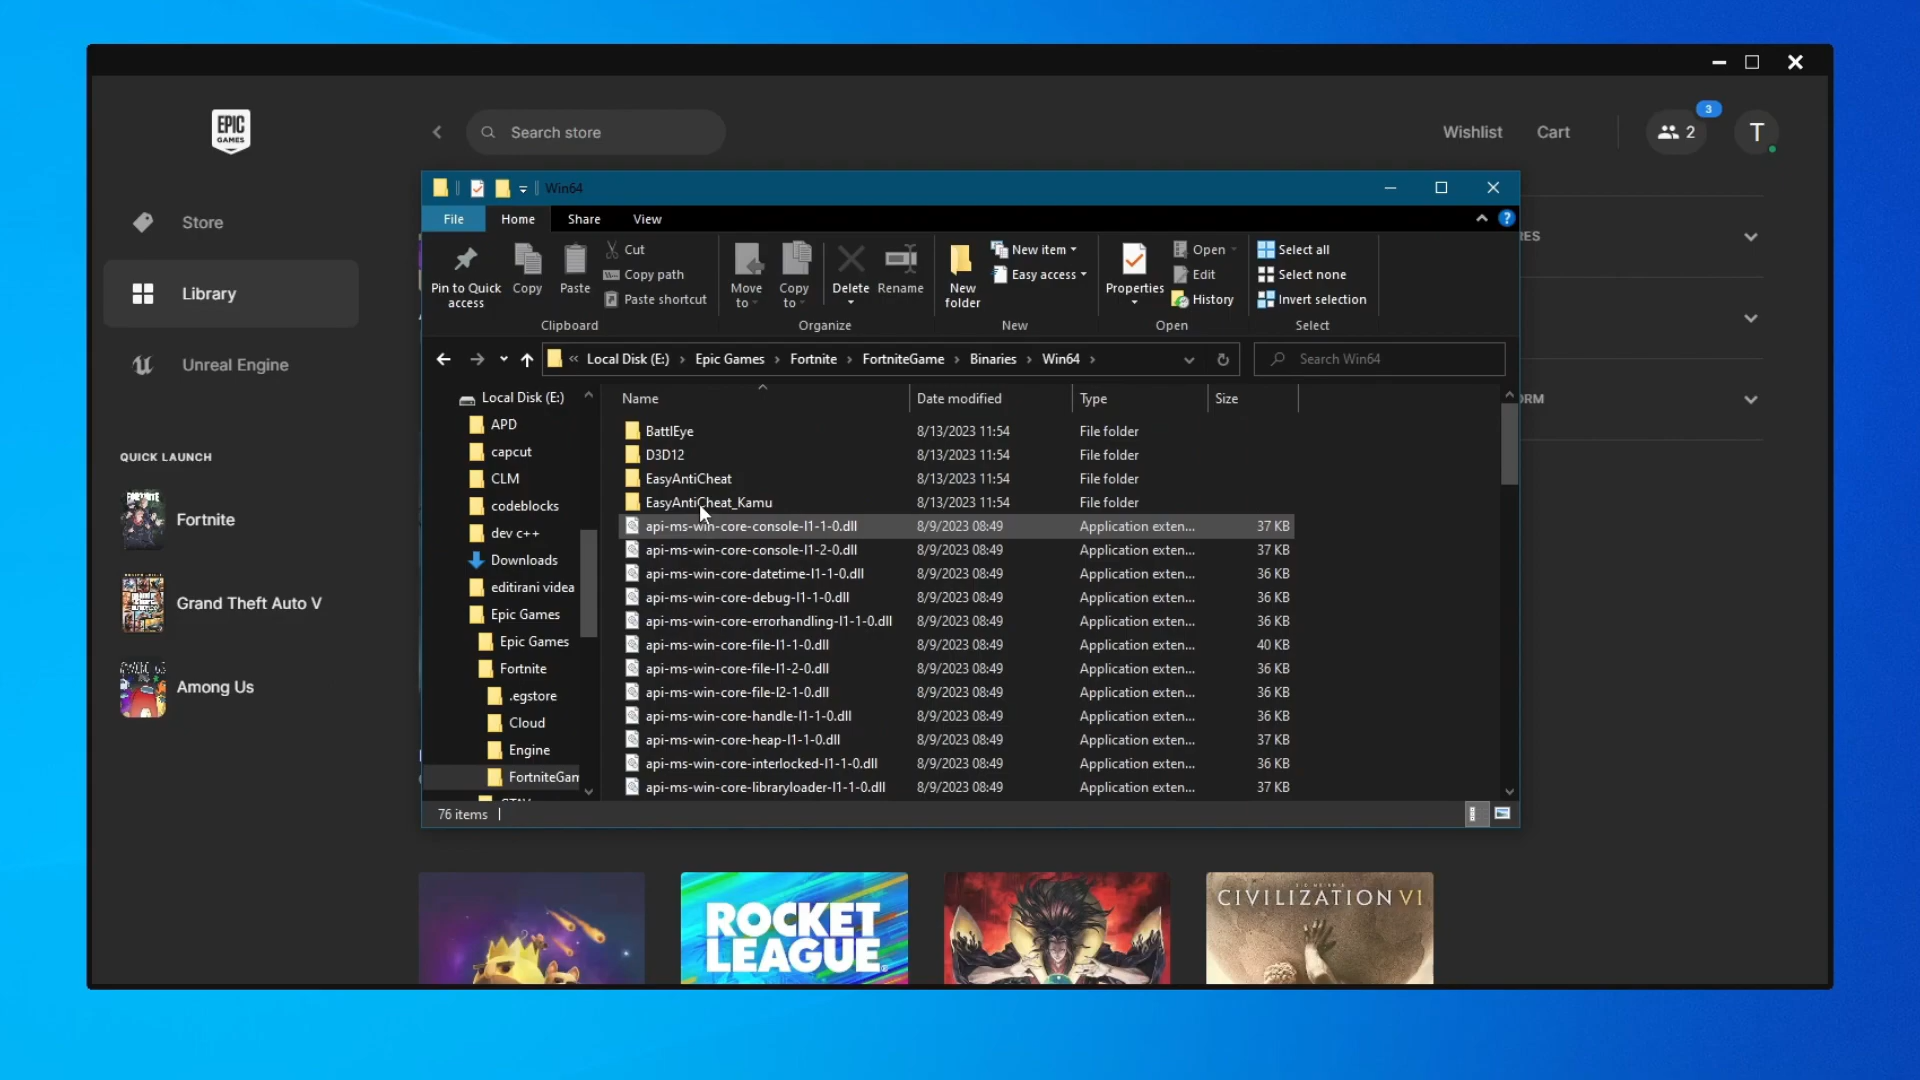 EPIC
GAMES
Search store
Wishlist
Cart
2
3
T
Store
Library
Unreal Engine
QUICK LAUNCH
FORTNITE
Fortnite
Grand Theft Auto V
Among Us
Win64
File
Home
Share
View
Pin to Quick
access
Copy
Paste
Cut
Copy path
Paste shortcut
Clipboard
Move
to
Copy
to
Delete
Rename
Organize
New
folder
New item
Easy access
New
Properties
Open
Edit
History
Open
Select all
Select none
Invert selection
Select
« Local Disk (E:) › Epic Games › Fortnite › FortniteGame › Binaries › Win64 ›
Search Win64
Local Disk (E:)
APD
capcut
CLM
codeblocks
dev c++
Downloads
editirani videa
Epic Games
Epic Games
Fortnite
.egstore
Cloud
Engine
FortniteGam
Name Date modified Type Size
BattlEye 8/13/2023 11:54 File folder
D3D12 8/13/2023 11:54 File folder
EasyAntiCheat 8/13/2023 11:54 File folder
EasyAntiCheat_Kamu 8/13/2023 11:54 File folder
api-ms-win-core-console-l1-1-0.dll 8/9/2023 08:49 Application exten... 37 KB
api-ms-win-core-console-l1-2-0.dll 8/9/2023 08:49 Application exten... 37 KB
api-ms-win-core-datetime-l1-1-0.dll 8/9/2023 08:49 Application exten... 36 KB
api-ms-win-core-debug-l1-1-0.dll 8/9/2023 08:49 Application exten... 36 KB
api-ms-win-core-errorhandling-l1-1-0.dll 8/9/2023 08:49 Application exten... 36 KB
api-ms-win-core-file-l1-1-0.dll 8/9/2023 08:49 Application exten... 40 KB
api-ms-win-core-file-l1-2-0.dll 8/9/2023 08:49 Application exten... 36 KB
api-ms-win-core-file-l2-1-0.dll 8/9/2023 08:49 Application exten... 36 KB
api-ms-win-core-handle-l1-1-0.dll 8/9/2023 08:49 Application exten... 36 KB
api-ms-win-core-heap-l1-1-0.dll 8/9/2023 08:49 Application exten... 37 KB
api-ms-win-core-interlocked-l1-1-0.dll 8/9/2023 08:49 Application exten... 36 KB
api-ms-win-core-libraryloader-l1-1-0.dll 8/9/2023 08:49 Application exten... 37 KB
76 items
RES
ORM
ROCKET
LEAGUE
SID MEIER'S
CIVILIZATION VI